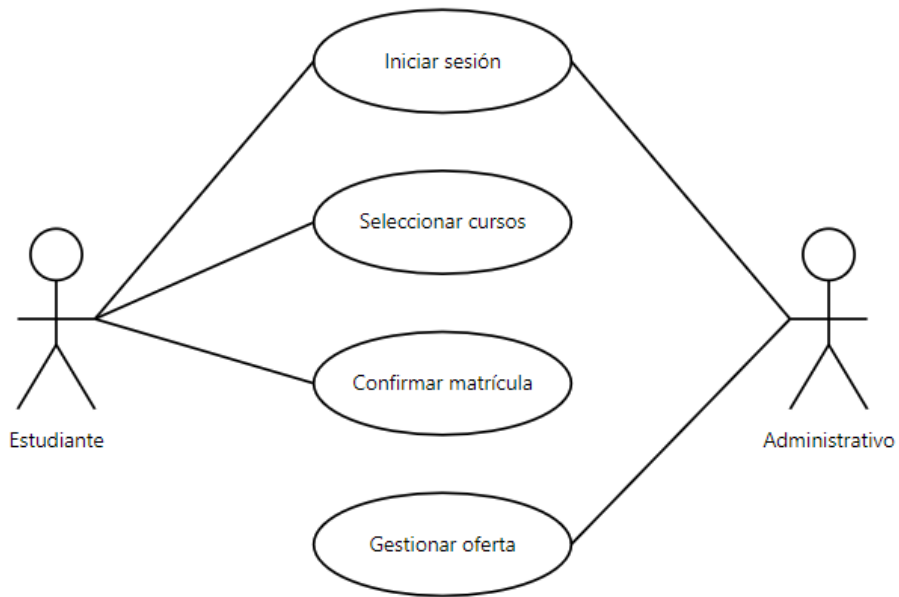 Iniciar sesión
Seleccionar cursos
Confirmar matrícula
Estudiante
Administrativo
Gestionar oferta